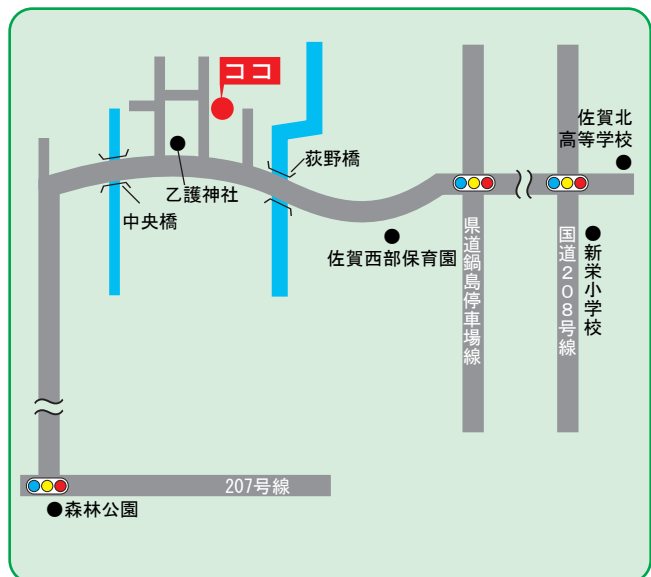 ココ
佐賀北
高等学校
荻野橋
乙護神社
中央橋
佐賀西部保育園
県道鍋島停車場線
国道208号線
新栄小学校
207号線
森林公園